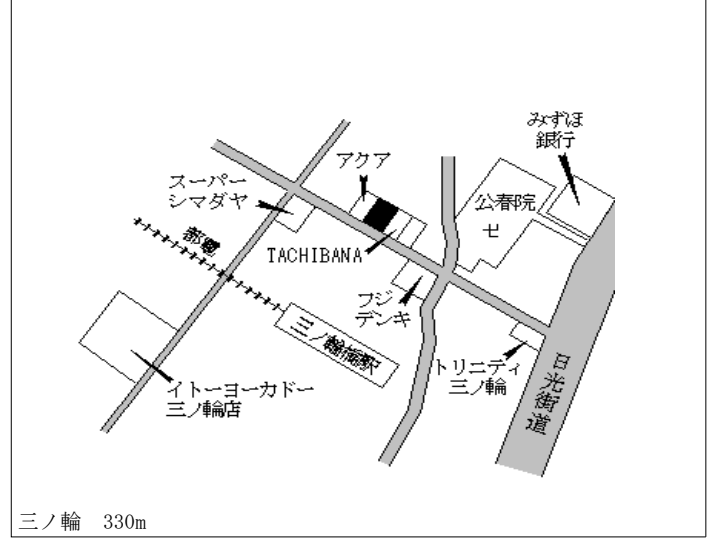 みずほ
銀行
アクア
スーパー
シマダヤ
公春院
卍
都電
TACHIBANA
フジ
デンキ
三ノ輪橋駅
トリニティ
三ノ輪
日光街道
イトーヨーカドー
三ノ輪店
三ノ輪 330m